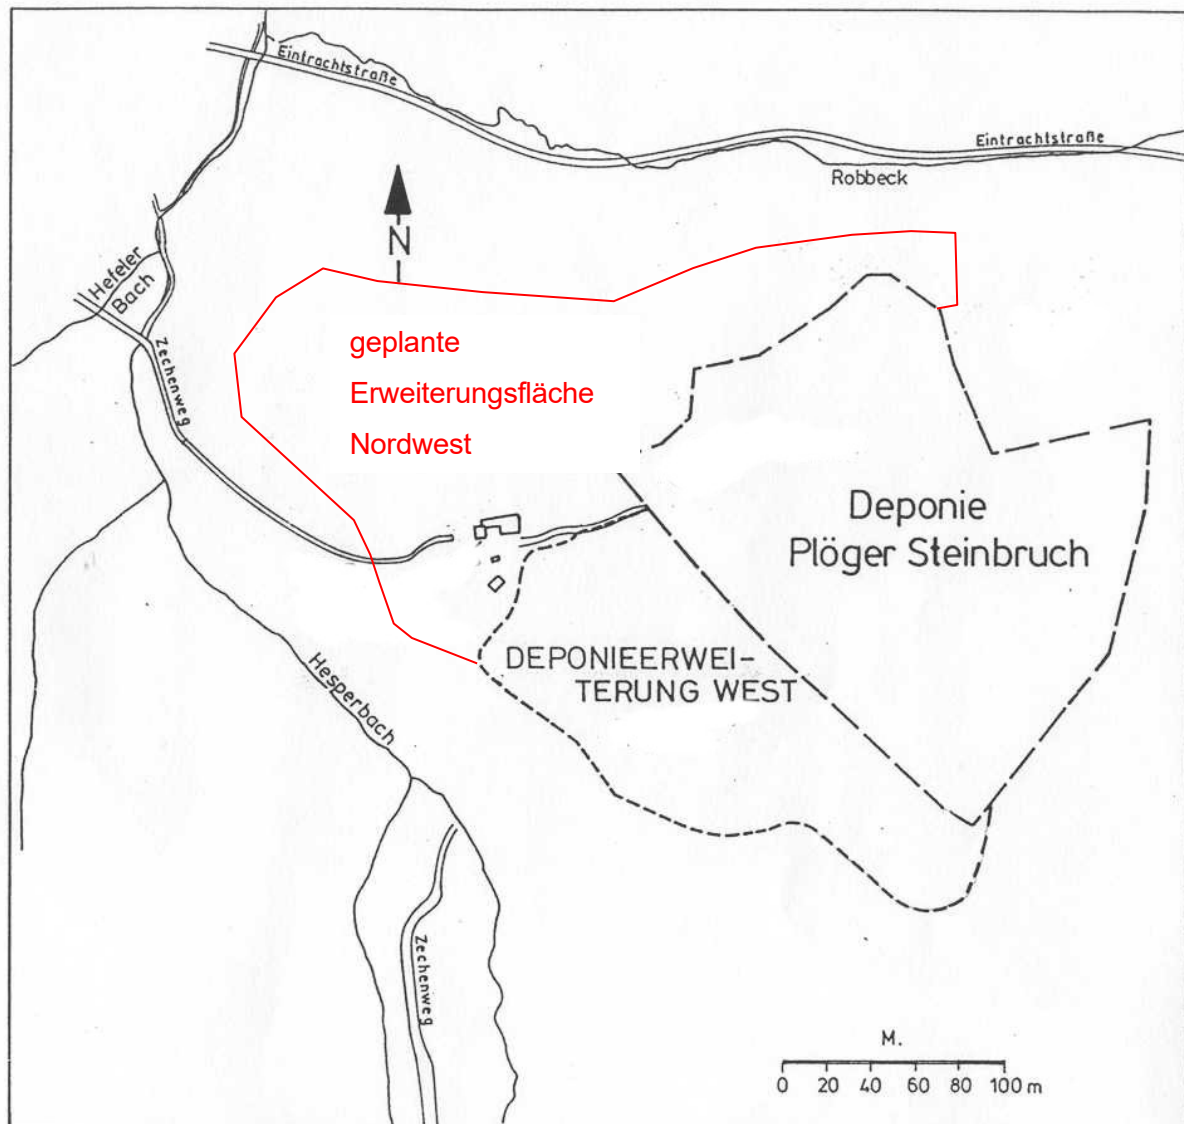 Eintrachtstraße
Eintrachtstraße
Robbeck
N
Hefeler
Bach
Zechenweg
geplante
Erweiterungsfläche
Nordwest
Deponie
Plöger Steinbruch
DEPONIEERWEI-
TERUNG WEST
Hesperbach
Zechenweg
M.
0 20 40 60 80 100 m